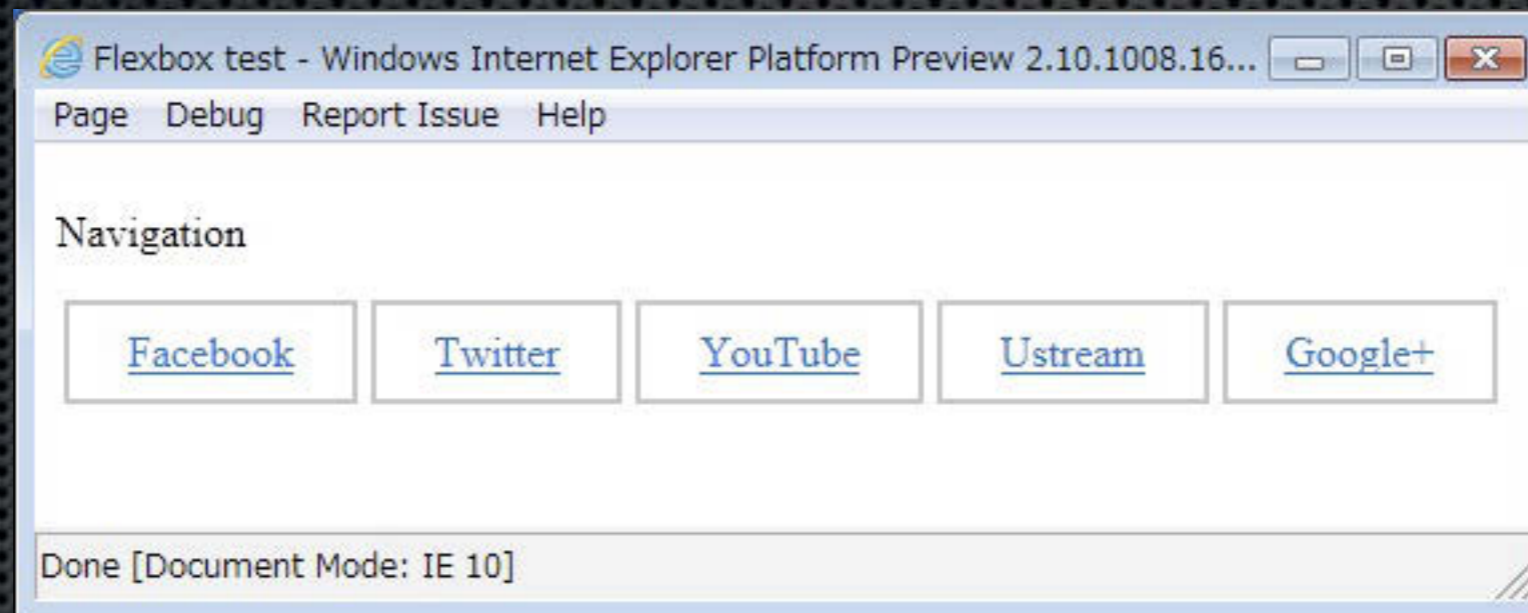 Flexbox test - Windows Internet Explorer Platform Preview 2.10.1008.16...
Page Debug Report Issue Help
Navigation
Facebook Twitter YouTube Ustream Google+
Done [Document Mode: IE 10]